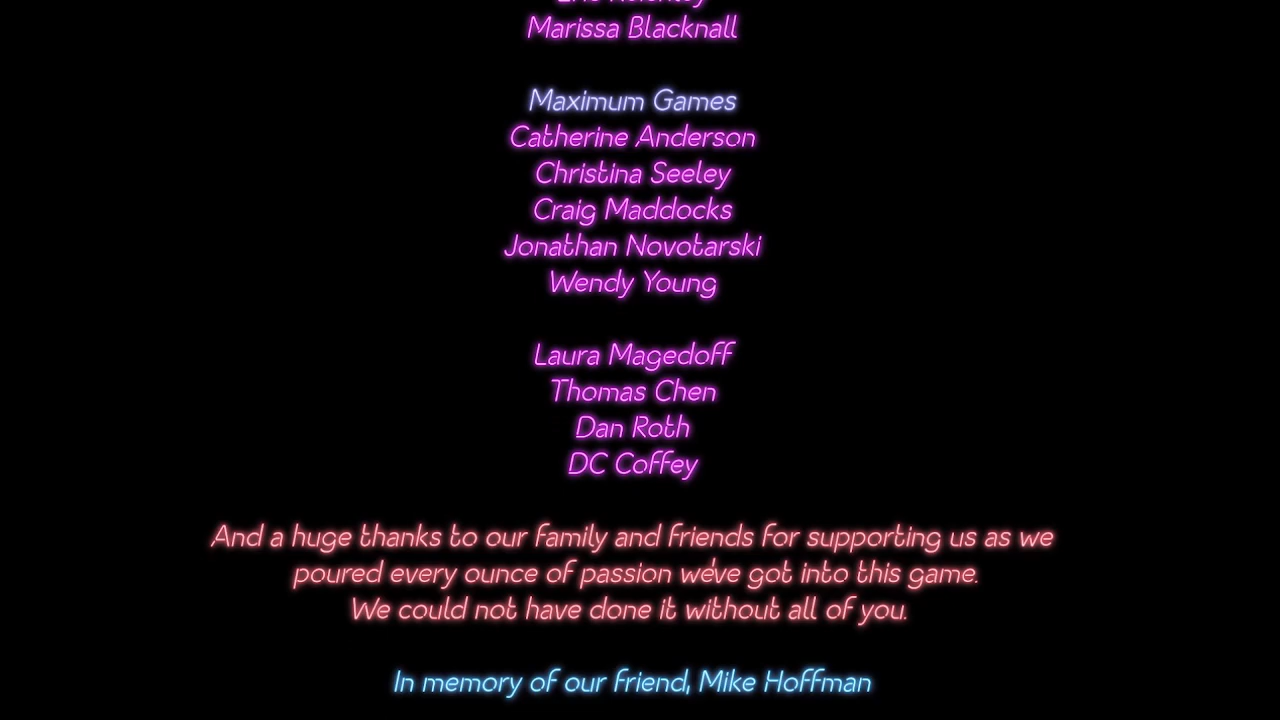 Marissa Blacknall
Maximum Games
Catherine Anderson
Christina Seeley
Craig Maddocks
Jonathan Novotarski
Wendy Young
Laura Magedoff
Thomas Chen
Dan Roth
DC Coffey
And a huge thanks to our family and friends for supporting us as we
poured every ounce of passion we've got into this game.
We could not have done it without all of you.
In memory of our friend, Mike Hoffman